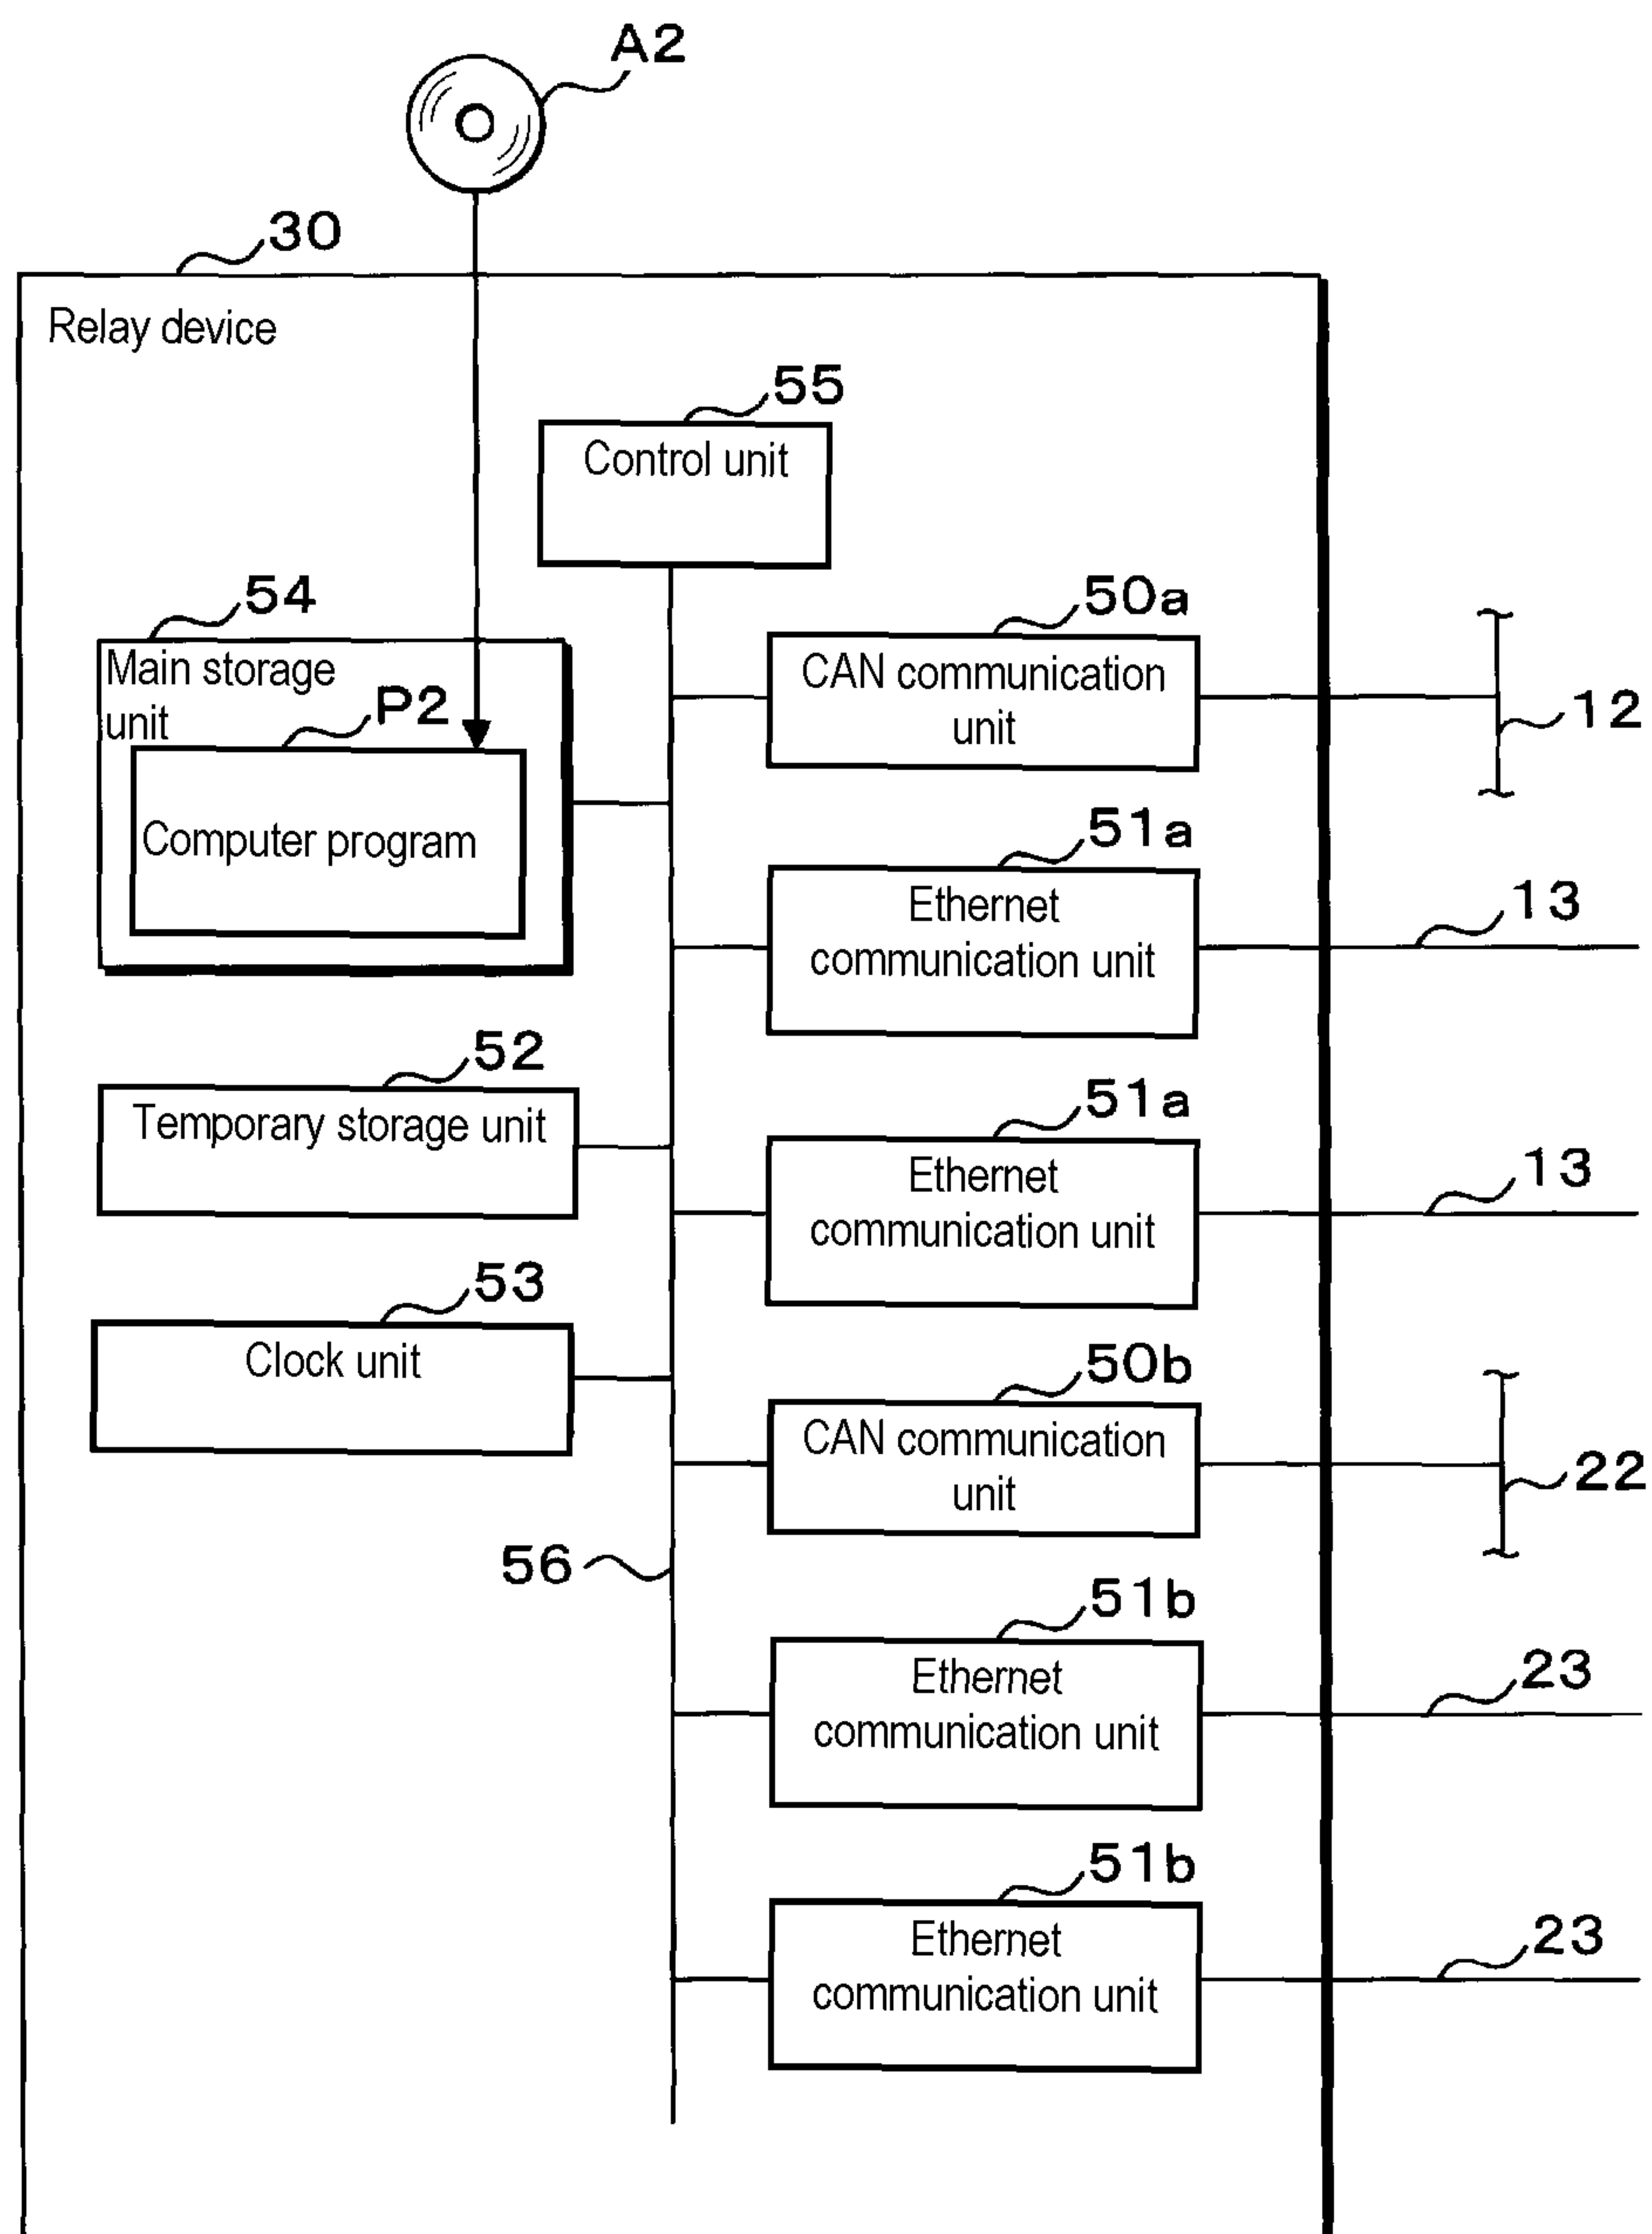 A2
30
Relay device
55
Control unit
54
Main storage
unit
P2
Computer program
50a
CAN communication
unit
12
51a
Ethernet
communication unit
13
52
Temporary storage unit
51a
Ethernet
communication unit
13
53
Clock unit
50b
CAN communication
unit
22
56
51b
Ethernet
communication unit
23
51b
Ethernet
communication unit
23